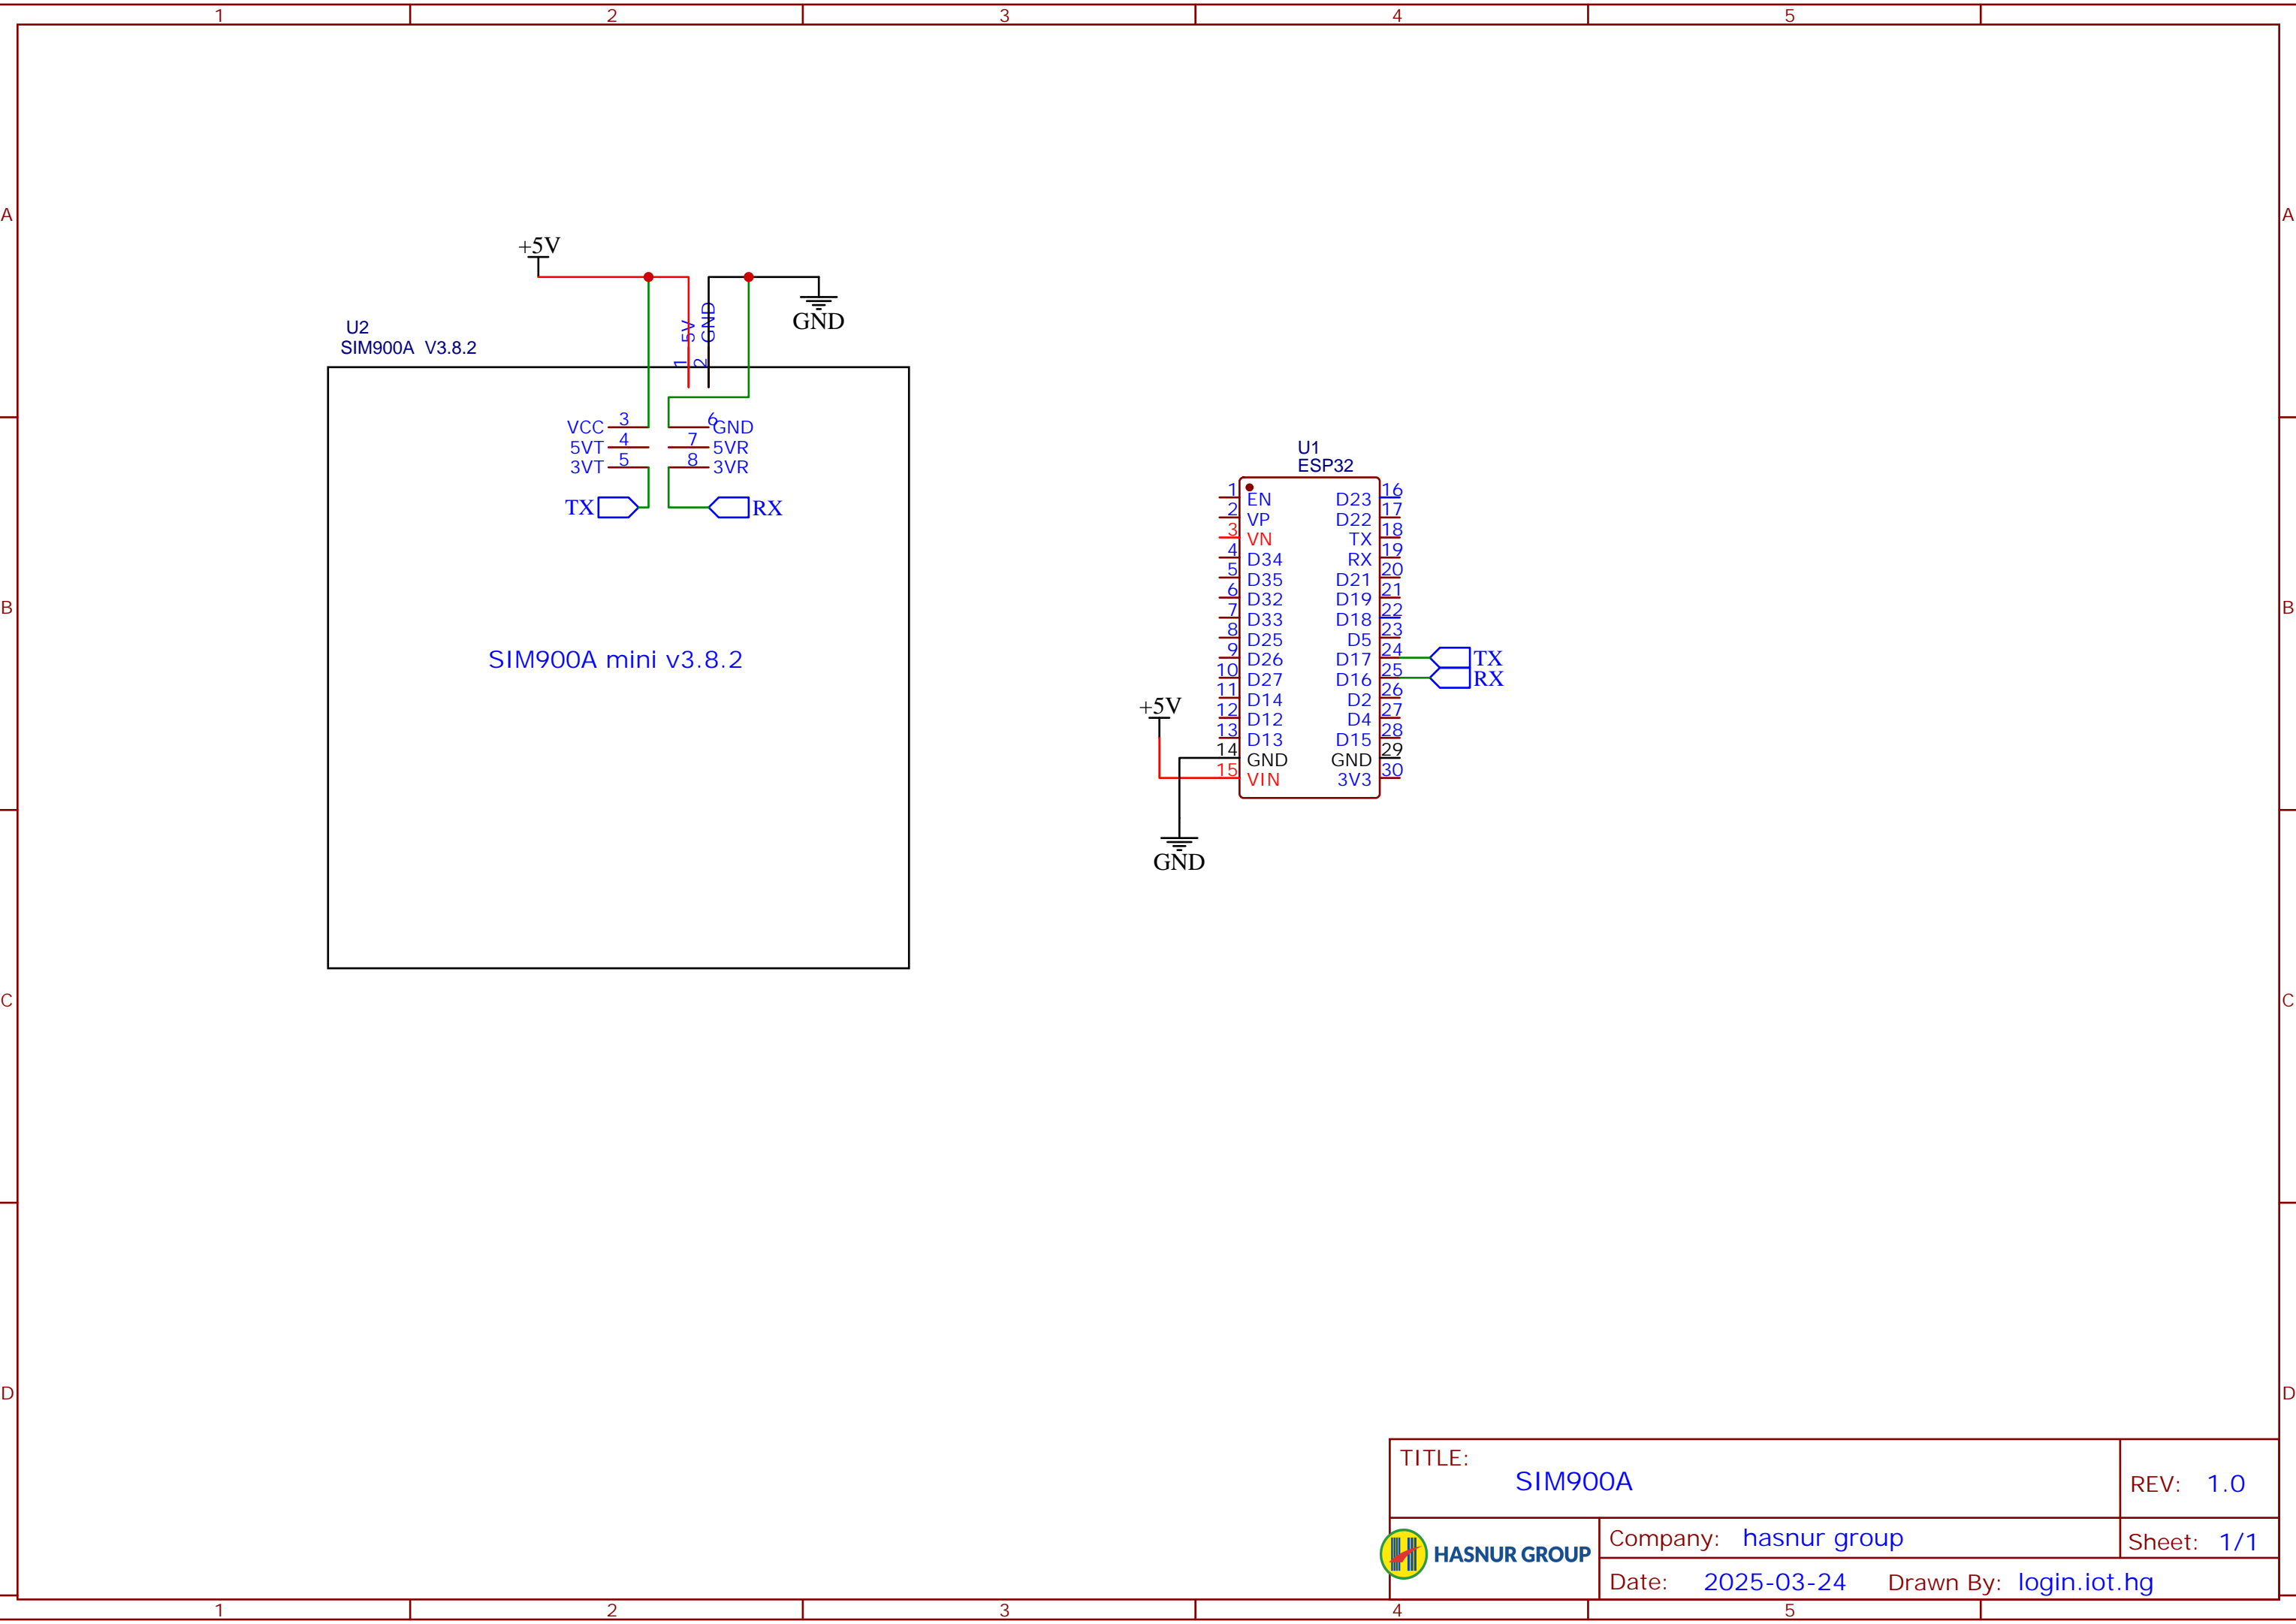 1 2 3 4 5
A A
+5V
GND
5V
GND
1
2
U2
SIM900A V3.8.2
VCC 3 6 GND
5VT 4 7 5VR
3VT 5 8 3VR
TX RX
SIM900A mini v3.8.2
B B
U1
ESP32
1 EN D23 16
2 VP D22 17
3 VN TX 18
4 D34 RX 19
5 D35 D21 20
6 D32 D19 21
7 D33 D18 22
8 D25 D5 23
9 D26 D17 24 TX
10 D27 D16 25 RX
11 D14 D2 26
12 D12 D4 27
13 D13 D15 28
14 GND GND 29
15 VIN 3V3 30
+5V
GND
C C
D D
TITLE:
SIM900A
REV: 1.0
HASNUR GROUP
Company: hasnur group
Sheet: 1/1
Date: 2025-03-24 Drawn By: login.iot.hg
1 2 3 4 5